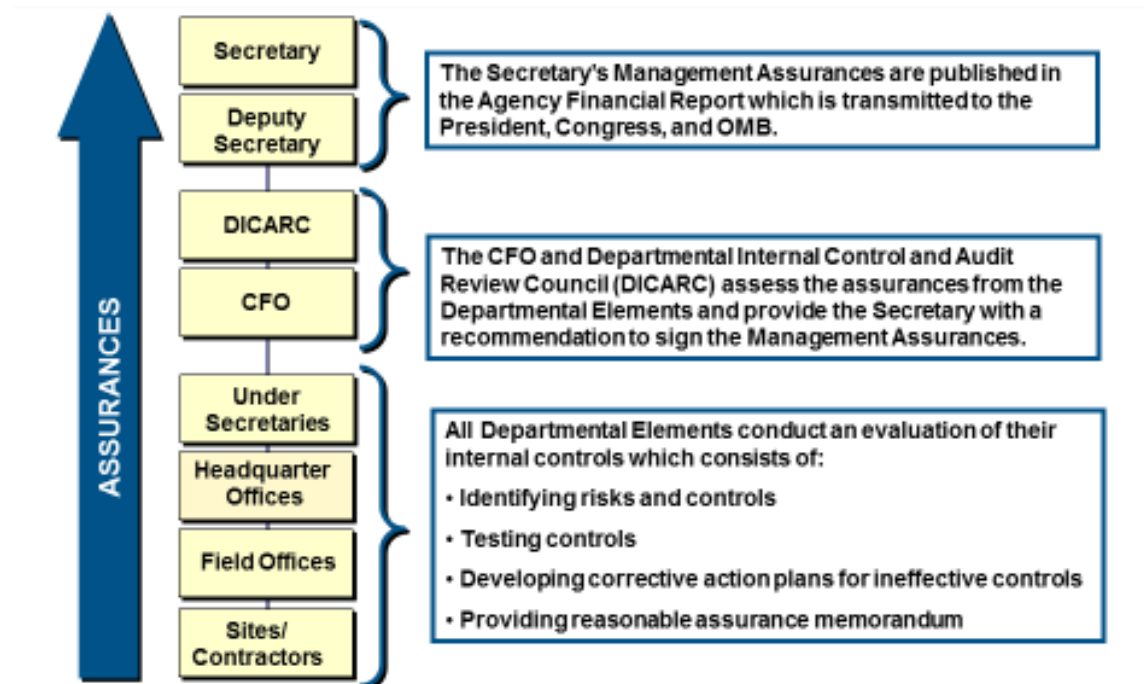 ASSURANCES
Secretary
Deputy
Secretary
The Secretary's Management Assurances are published in
the Agency Financial Report which is transmitted to the
President, Congress, and OMB.
DICARC
CFO
The CFO and Departmental Internal Control and Audit
Review Council (DICARC) assess the assurances from the
Departmental Elements and provide the Secretary with a
recommendation to sign the Management Assurances.
Under
Secretaries
Headquarter
Offices
Field Offices
Sites/
Contractors
All Departmental Elements conduct an evaluation of their
internal controls which consists of:
• Identifying risks and controls
• Testing controls
• Developing corrective action plans for ineffective controls
• Providing reasonable assurance memorandum